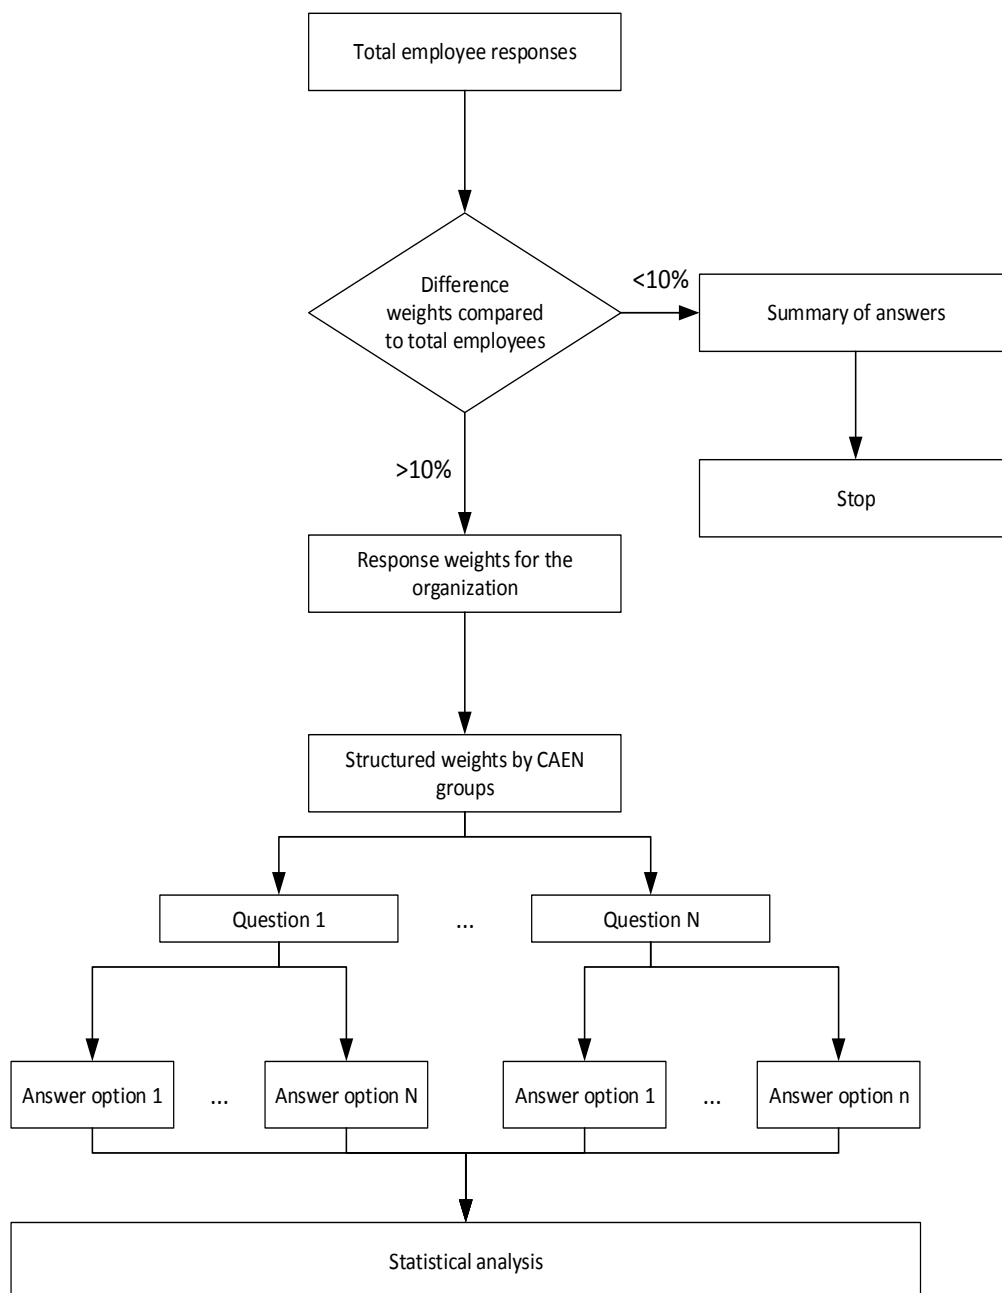 Total employee responses
Difference
weights compared
to total employees
<10%
Summary of answers
>10%
Stop
Response weights for the
organization
Structured weights by CAEN
groups
Question 1
...
Question N
Answer option 1
...
Answer option N
Answer option 1
...
Answer option n
Statistical analysis